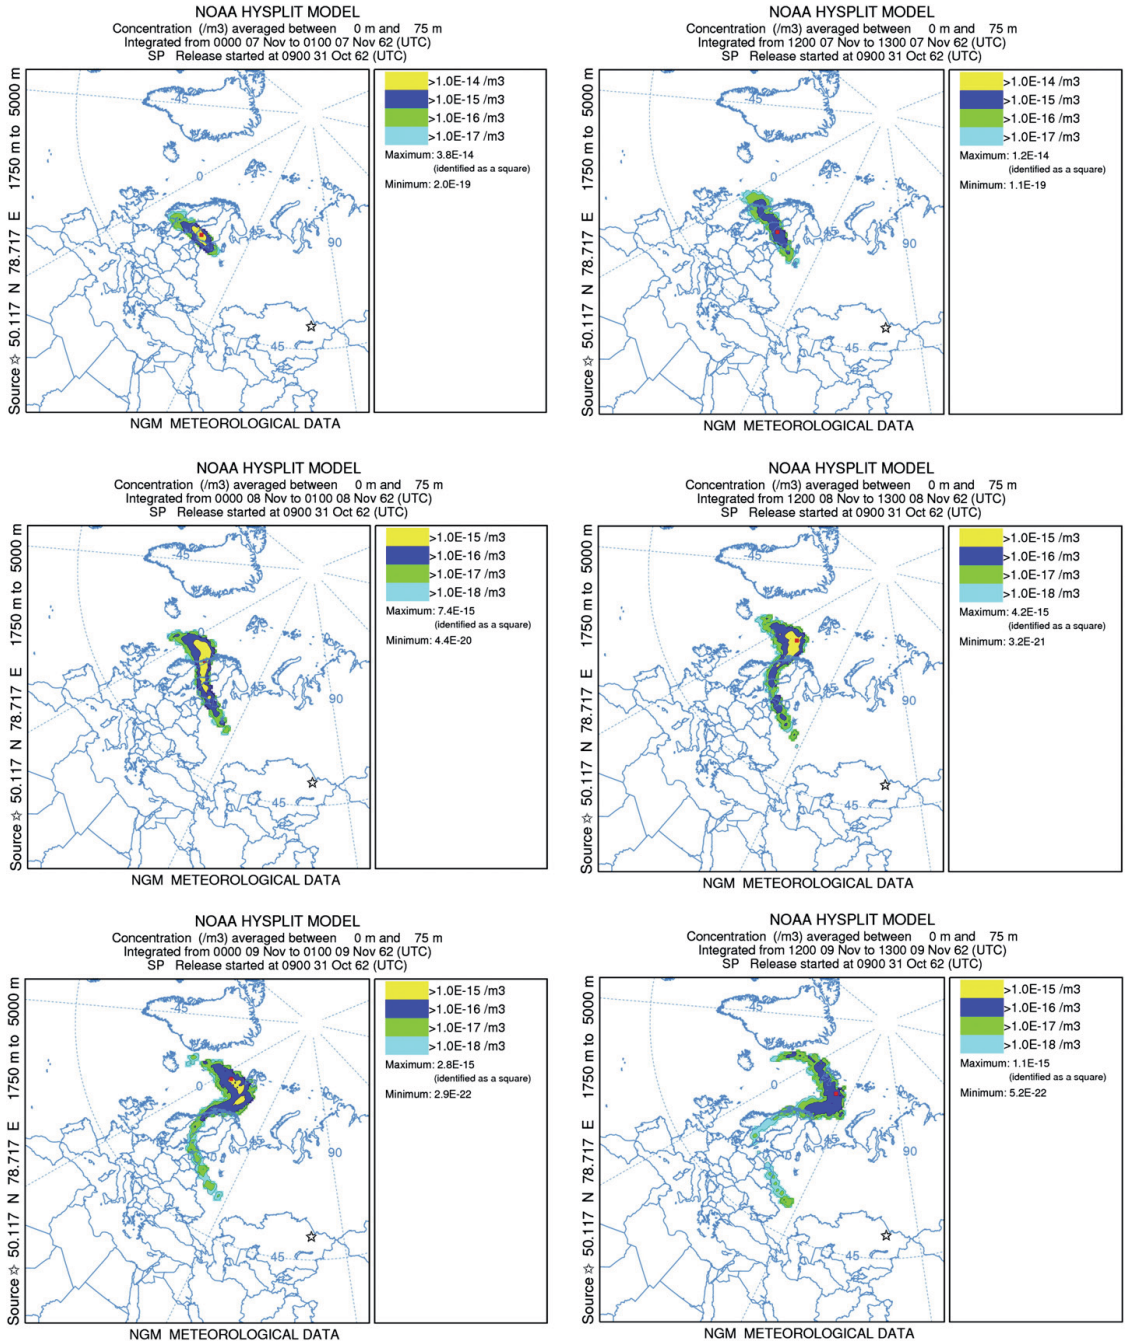 NOAA HYSPLIT MODEL
Concentration (/m3) averaged between 0 m and 75 m
Integrated from 0000 07 Nov to 0100 07 Nov 62 (UTC)
SP Release started at 0900 31 Oct 62 (UTC)
Source ☆ 50.117 N 78.717 E 1750 m to 5000 m
-45
0
45
90
45
>1.0E-14 /m3
>1.0E-15 /m3
>1.0E-16 /m3
>1.0E-17 /m3
Maximum: 3.8E-14
(identified as a square)
Minimum: 2.0E-19
NGM METEOROLOGICAL DATA
NOAA HYSPLIT MODEL
Concentration (/m3) averaged between 0 m and 75 m
Integrated from 1200 07 Nov to 1300 07 Nov 62 (UTC)
SP Release started at 0900 31 Oct 62 (UTC)
Source ☆ 50.117 N 78.717 E 1750 m to 5000 m
-45
0
45
90
45
>1.0E-14 /m3
>1.0E-15 /m3
>1.0E-16 /m3
>1.0E-17 /m3
Maximum: 1.2E-14
(identified as a square)
Minimum: 1.1E-19
NGM METEOROLOGICAL DATA
NOAA HYSPLIT MODEL
Concentration (/m3) averaged between 0 m and 75 m
Integrated from 0000 08 Nov to 0100 08 Nov 62 (UTC)
SP Release started at 0900 31 Oct 62 (UTC)
Source ☆ 50.117 N 78.717 E 1750 m to 5000 m
-45
0
45
90
45
>1.0E-15 /m3
>1.0E-16 /m3
>1.0E-17 /m3
>1.0E-18 /m3
Maximum: 7.4E-15
(identified as a square)
Minimum: 4.4E-20
NGM METEOROLOGICAL DATA
NOAA HYSPLIT MODEL
Concentration (/m3) averaged between 0 m and 75 m
Integrated from 1200 08 Nov to 1300 08 Nov 62 (UTC)
SP Release started at 0900 31 Oct 62 (UTC)
Source ☆ 50.117 N 78.717 E 1750 m to 5000 m
-45
0
45
90
45
>1.0E-15 /m3
>1.0E-16 /m3
>1.0E-17 /m3
>1.0E-18 /m3
Maximum: 4.2E-15
(identified as a square)
Minimum: 3.2E-21
NGM METEOROLOGICAL DATA
NOAA HYSPLIT MODEL
Concentration (/m3) averaged between 0 m and 75 m
Integrated from 0000 09 Nov to 0100 09 Nov 62 (UTC)
SP Release started at 0900 31 Oct 62 (UTC)
Source ☆ 50.117 N 78.717 E 1750 m to 5000 m
-45
0
45
90
45
>1.0E-15 /m3
>1.0E-16 /m3
>1.0E-17 /m3
>1.0E-18 /m3
Maximum: 2.8E-15
(identified as a square)
Minimum: 2.9E-22
NGM METEOROLOGICAL DATA
NOAA HYSPLIT MODEL
Concentration (/m3) averaged between 0 m and 75 m
Integrated from 1200 09 Nov to 1300 09 Nov 62 (UTC)
SP Release started at 0900 31 Oct 62 (UTC)
Source ☆ 50.117 N 78.717 E 1750 m to 5000 m
-45
0
45
90
45
>1.0E-15 /m3
>1.0E-16 /m3
>1.0E-17 /m3
>1.0E-18 /m3
Maximum: 1.1E-15
(identified as a square)
Minimum: 5.2E-22
NGM METEOROLOGICAL DATA